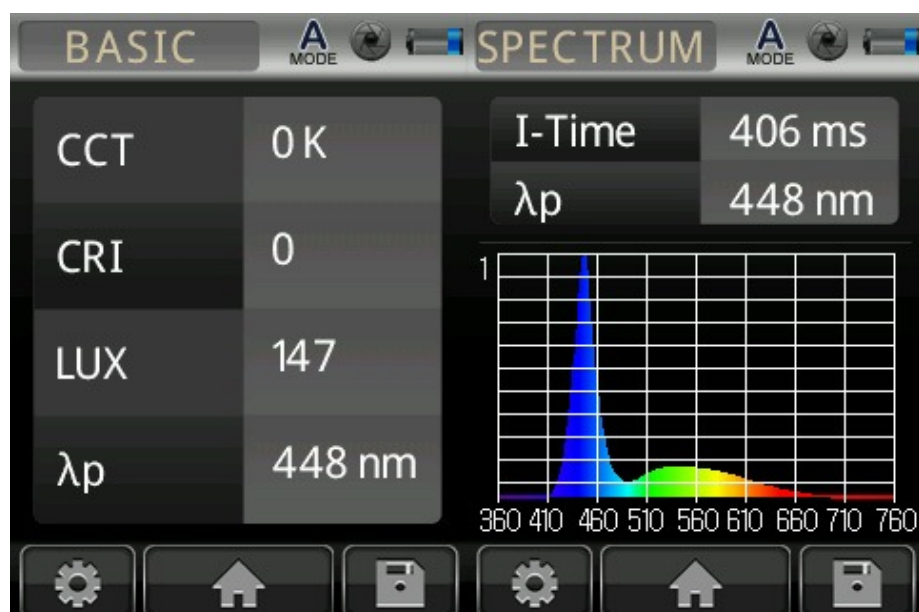 BASIC
A
MODE
CCT 0 K
CRI 0
LUX 147
λp 448 nm
SPECTRUM
A
MODE
I-Time 406 ms
λp 448 nm
1
360 410 460 510 560 610 660 710 760